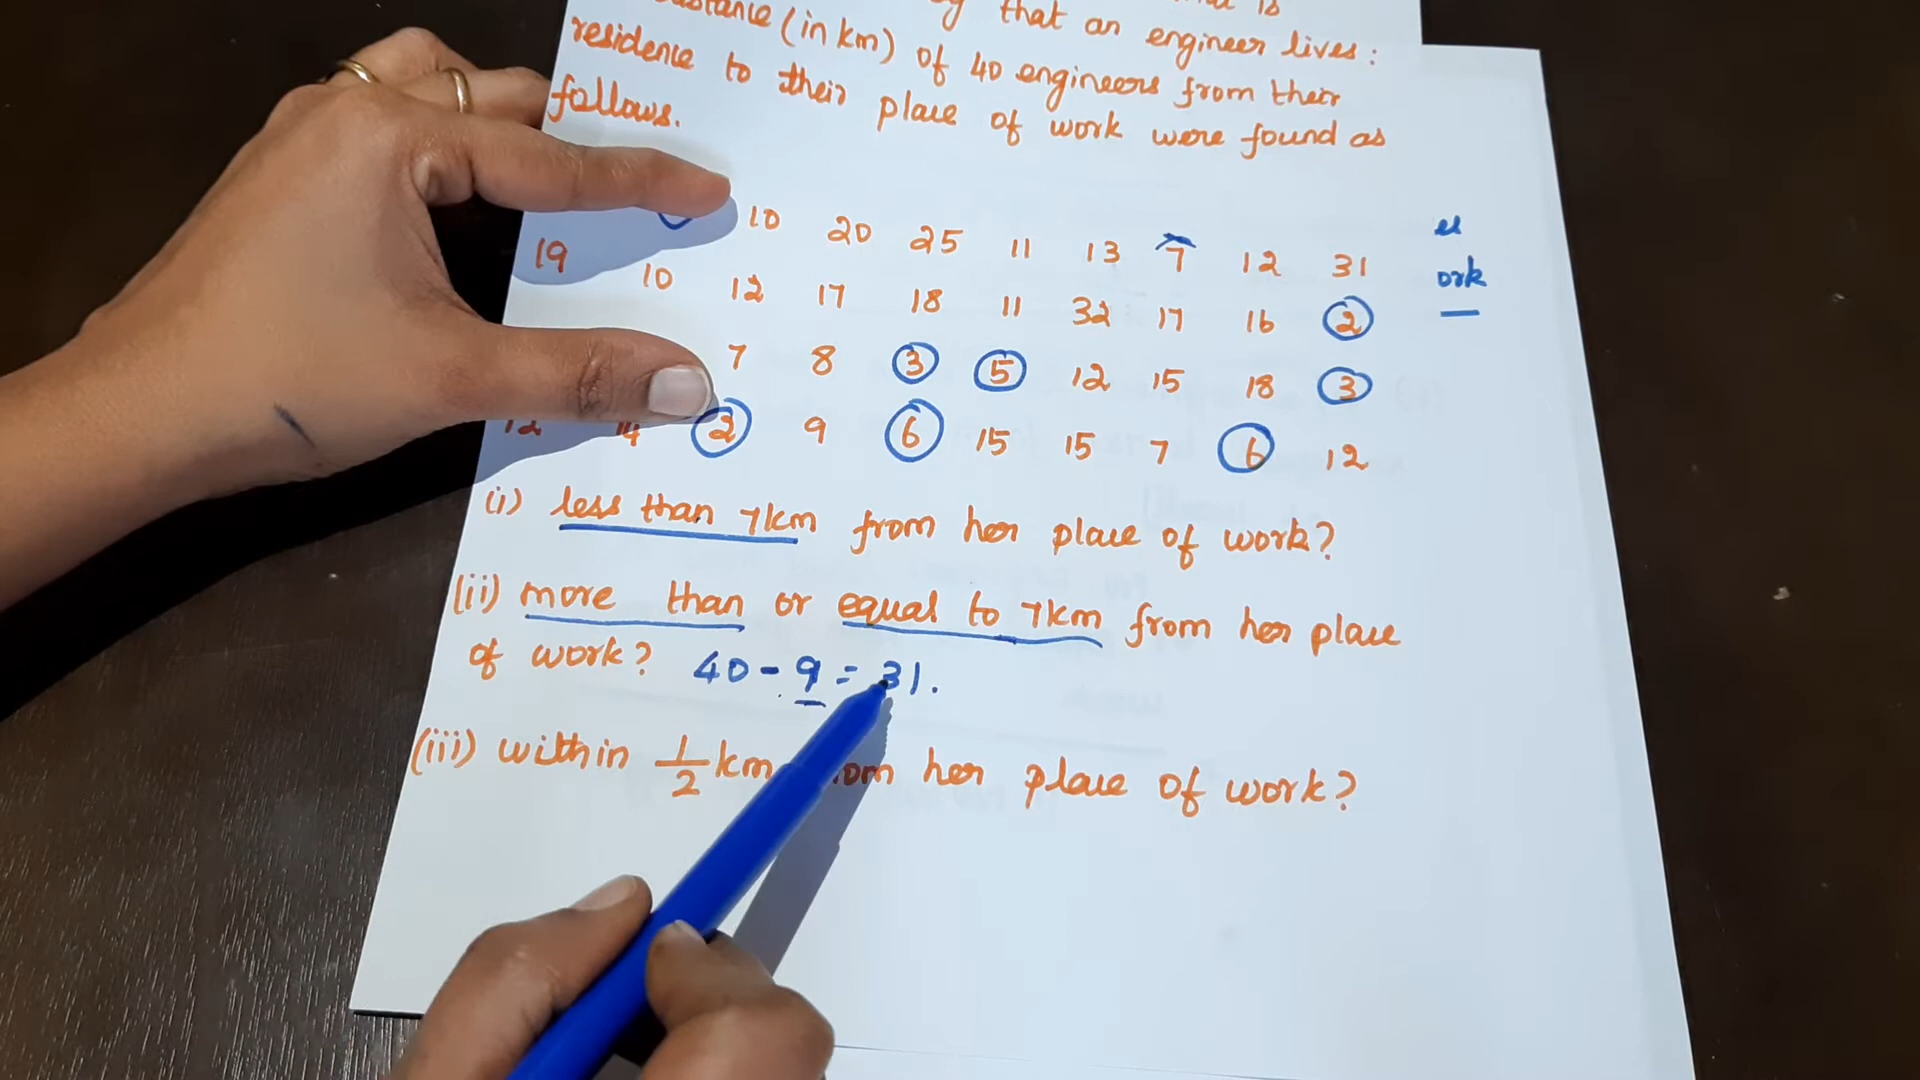 that an engineer lives:
(in km) of 40 engineers from their
residence to their place of work were found as
follows.
10 20 25 11 13 7 12 31
19 10 12 17 18 11 32 17 16 2
7 8 3 5 12 15 18 3
12 14 2 9 6 15 15 7 6 12
ork
(i) less than 7km from her place of work?
(ii) more than or equal to 7km from her place
of work? 40 - 9 = 31.
(iii) within 1/2 km her place of work?